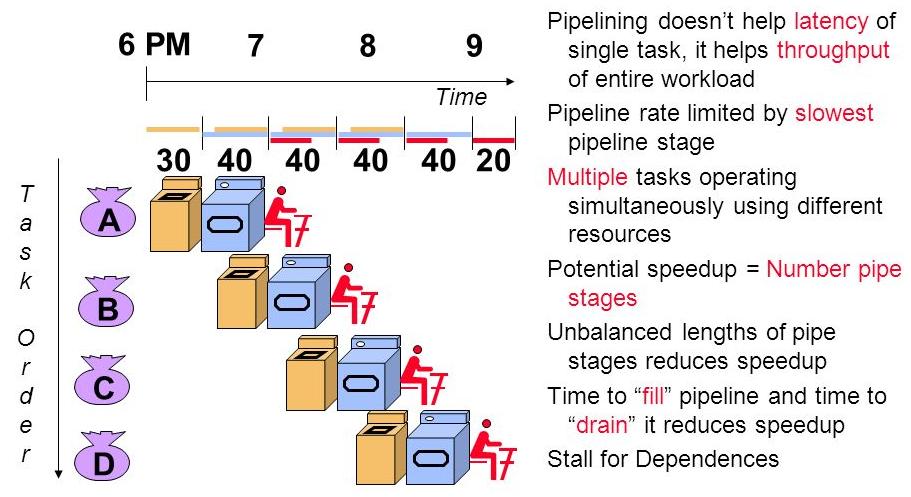 6 PM 7 8 9
Time
30 40 40 40 40 20
Task Order
A
B
C
D
Pipelining doesn’t help latency of
single task, it helps throughput
of entire workload
Pipeline rate limited by slowest
pipeline stage
Multiple tasks operating
simultaneously using different
resources
Potential speedup = Number pipe
stages
Unbalanced lengths of pipe
stages reduces speedup
Time to “fill” pipeline and time to
“drain” it reduces speedup
Stall for Dependences